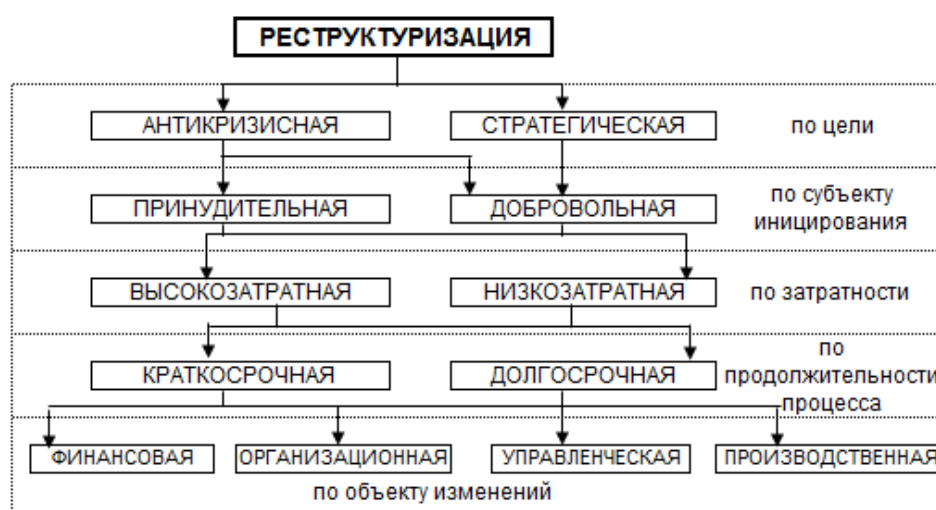 РЕСТРУКТУРИЗАЦИЯ
АНТИКРИЗИСНАЯ
СТРАТЕГИЧЕСКАЯ
по цели
ПРИНУДИТЕЛЬНАЯ
ДОБРОВОЛЬНАЯ
по субъекту
иницирования
ВЫСОКОЗАТРАТНАЯ
НИЗКОЗАТРАТНАЯ
по затратности
КРАТКОСРОЧНАЯ
ДОЛГОСРОЧНАЯ
по
продолжительности
процесса
ФИНАНСОВАЯ
ОРГАНИЗАЦИОННАЯ
УПРАВЛЕНЧЕСКАЯ
ПРОИЗВОДСТВЕННАЯ
по объекту изменений